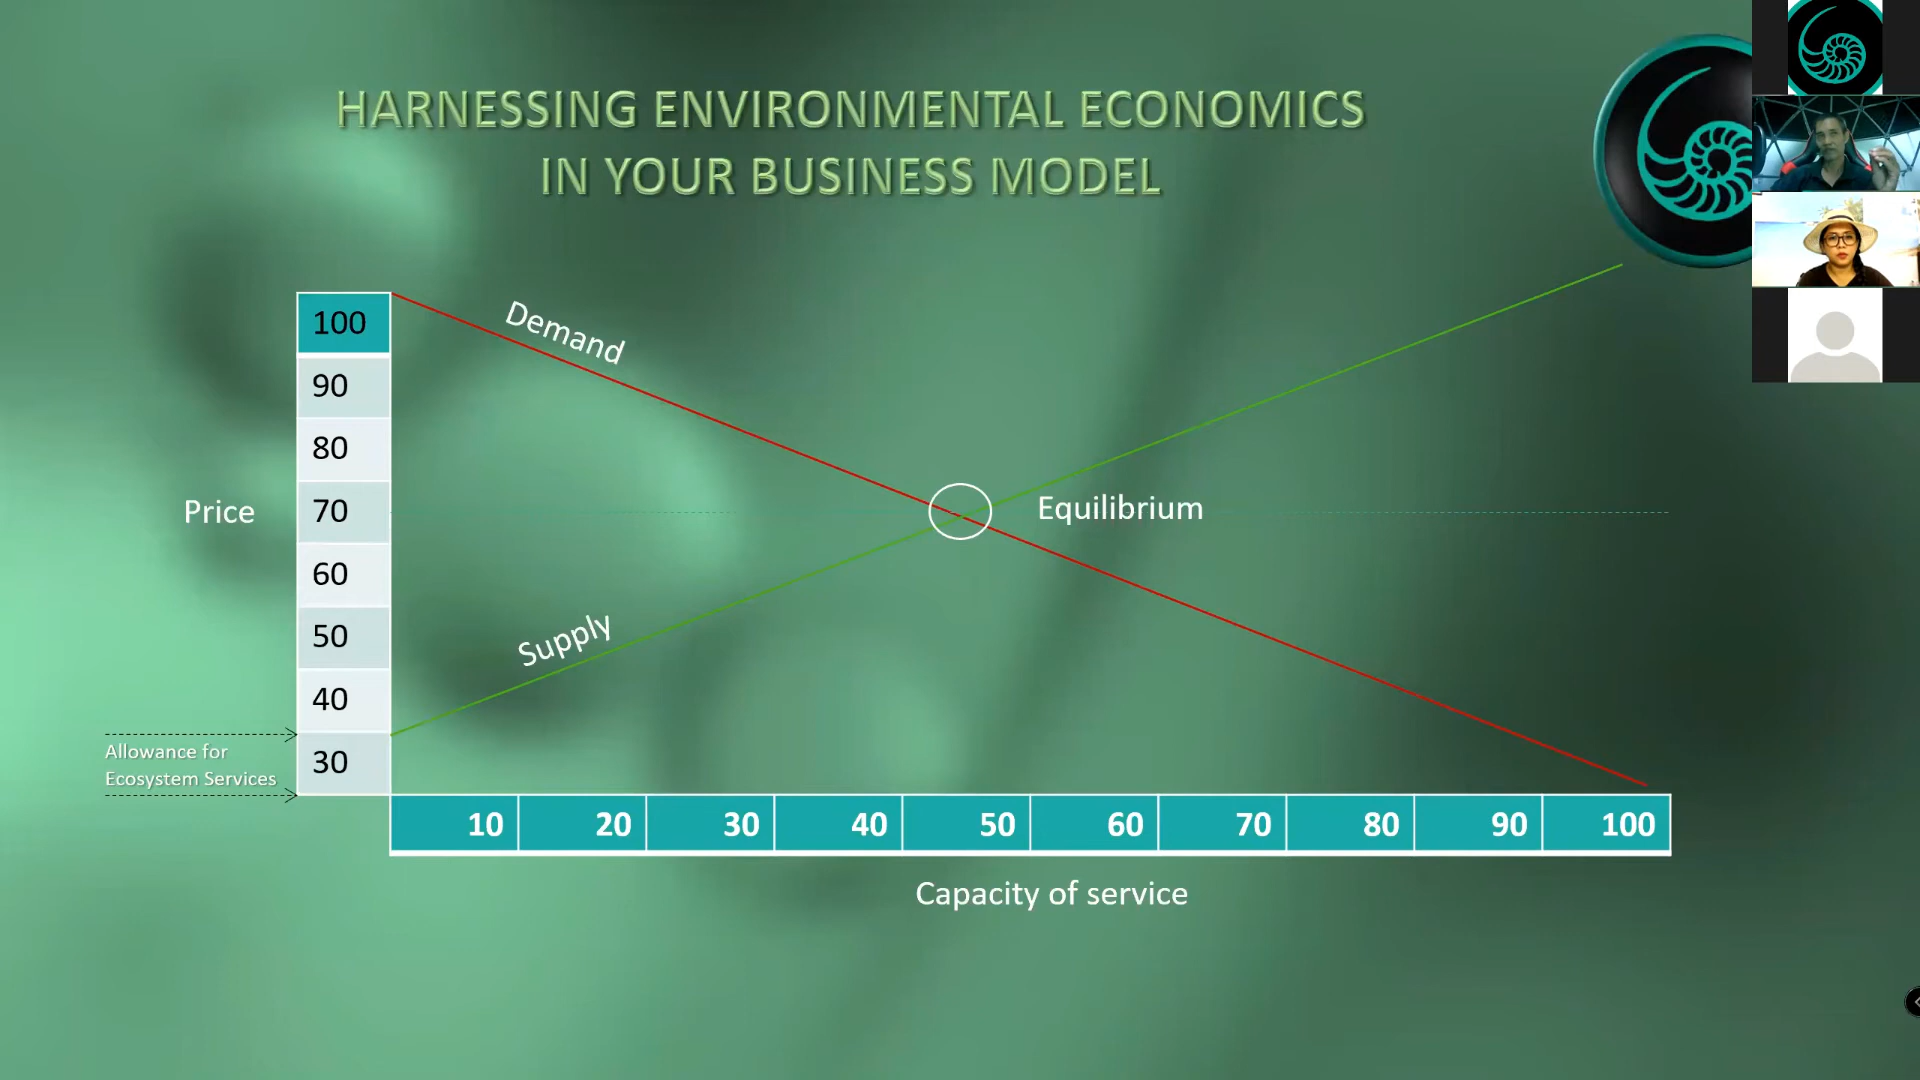 HARNESSING ENVIRONMENTAL ECONOMICS
IN YOUR BUSINESS MODEL
100
90
80
70
60
50
40
30
Price
Demand
Supply
Equilibrium
Allowance for
Ecosystem Services
10 20 30 40 50 60 70 80 90 100
Capacity of service